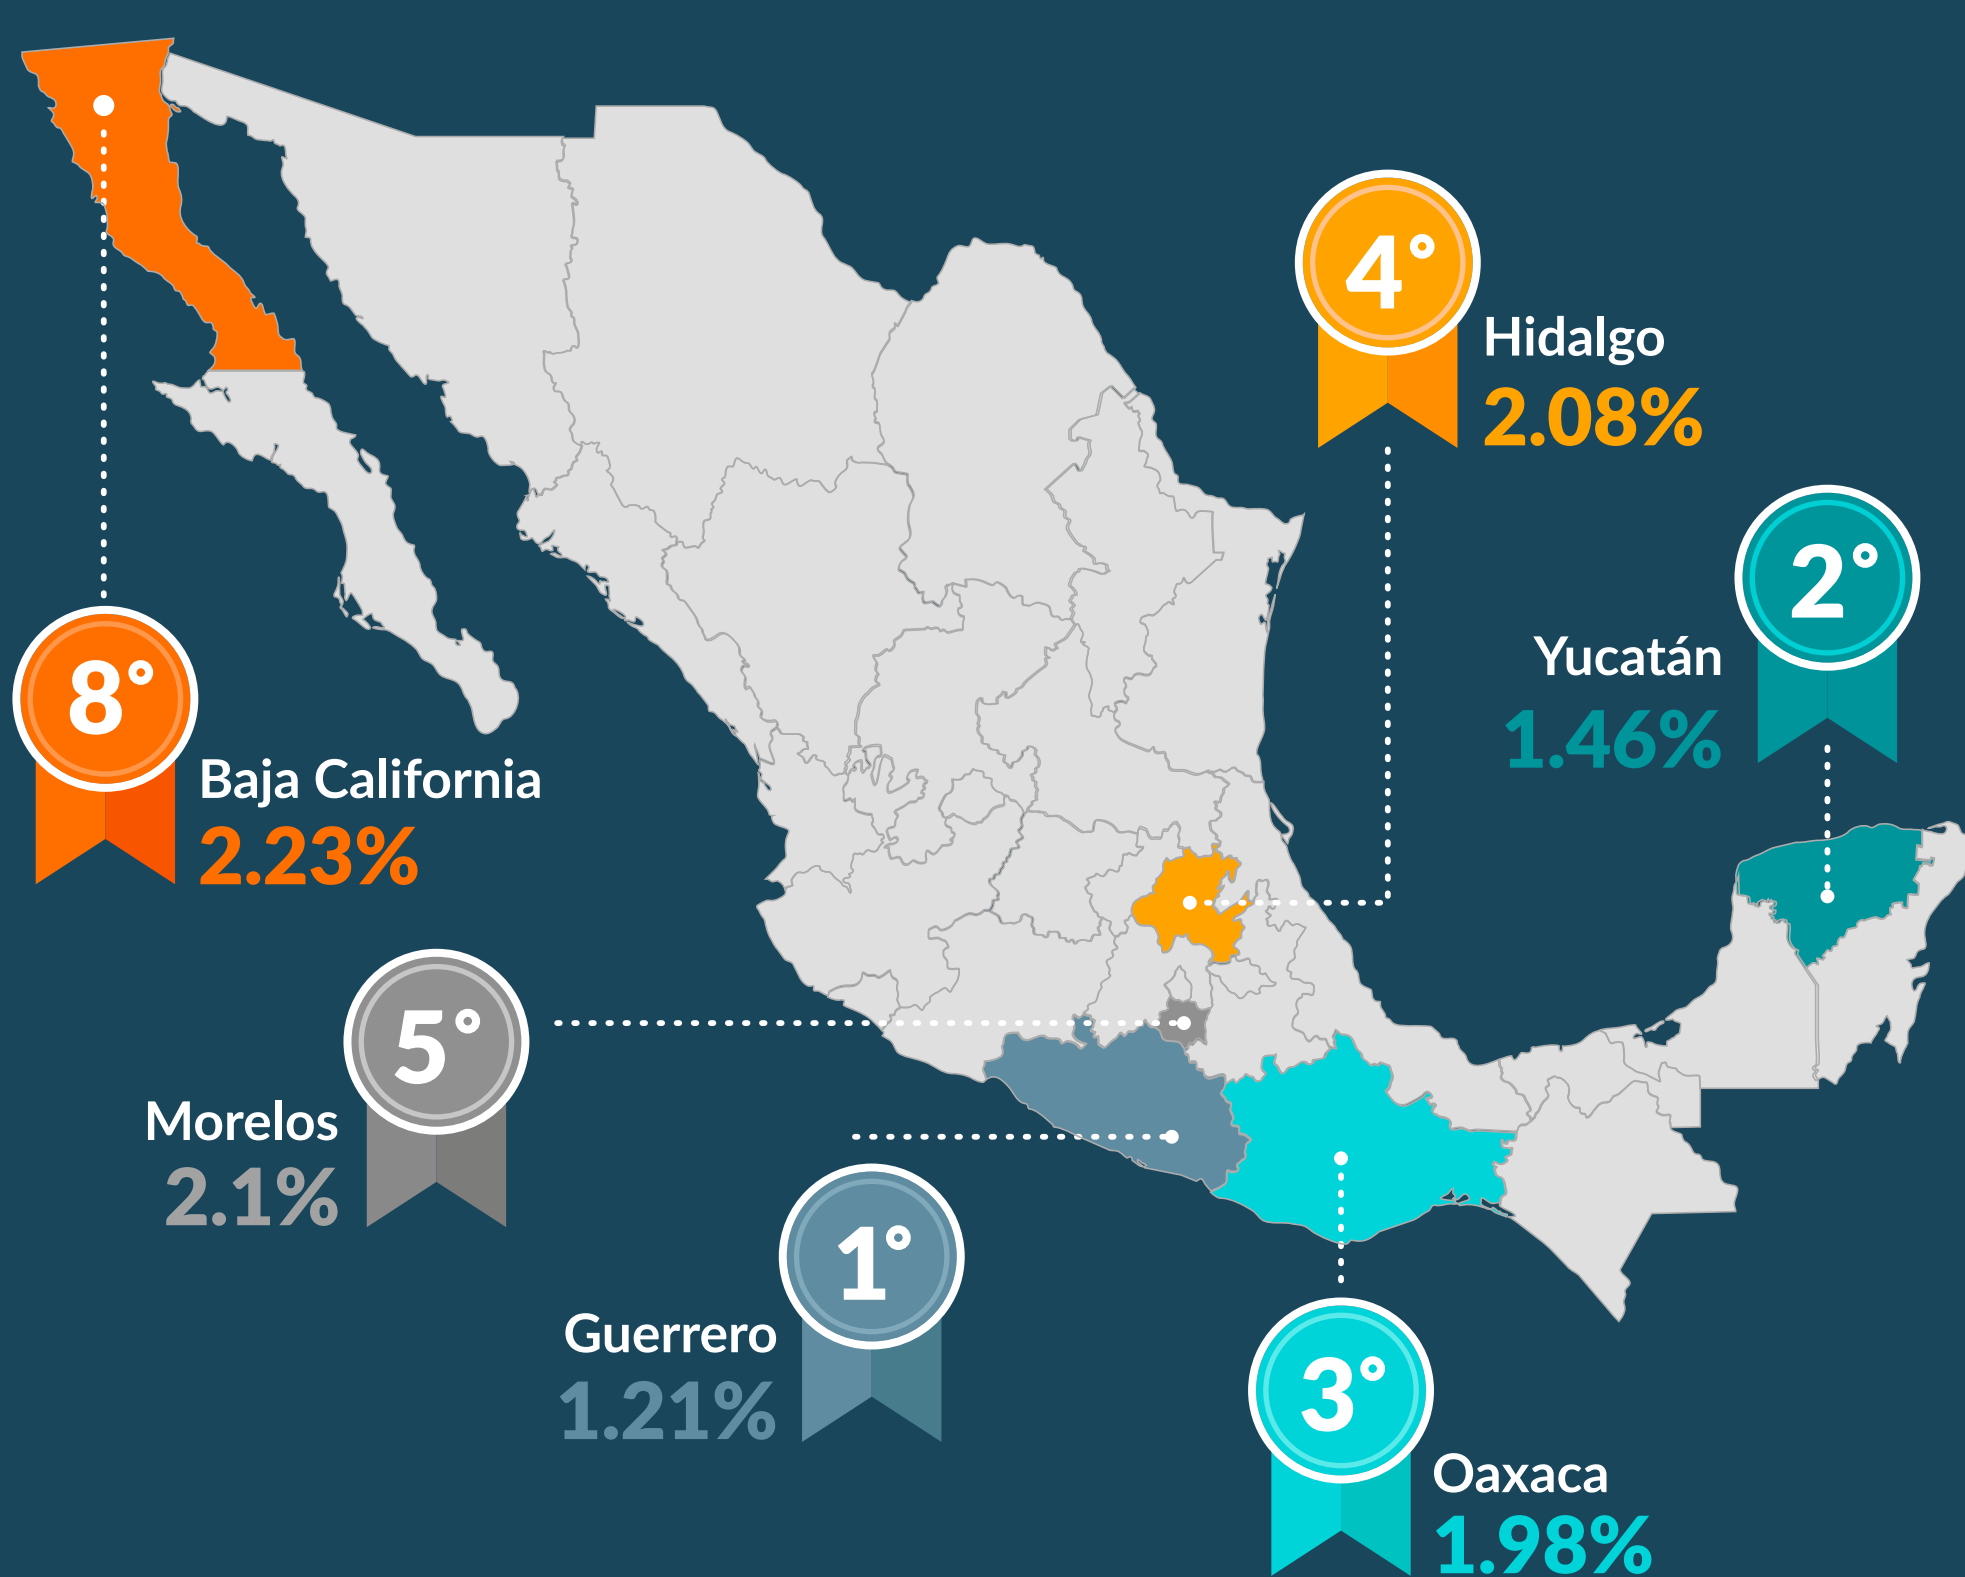 4°
Hidalgo
2.08%
2°
Yucatán
1.46%
8°
Baja California
2.23%
5°
Morelos
2.1%
1°
Guerrero
1.21%
3°
Oaxaca
1.98%